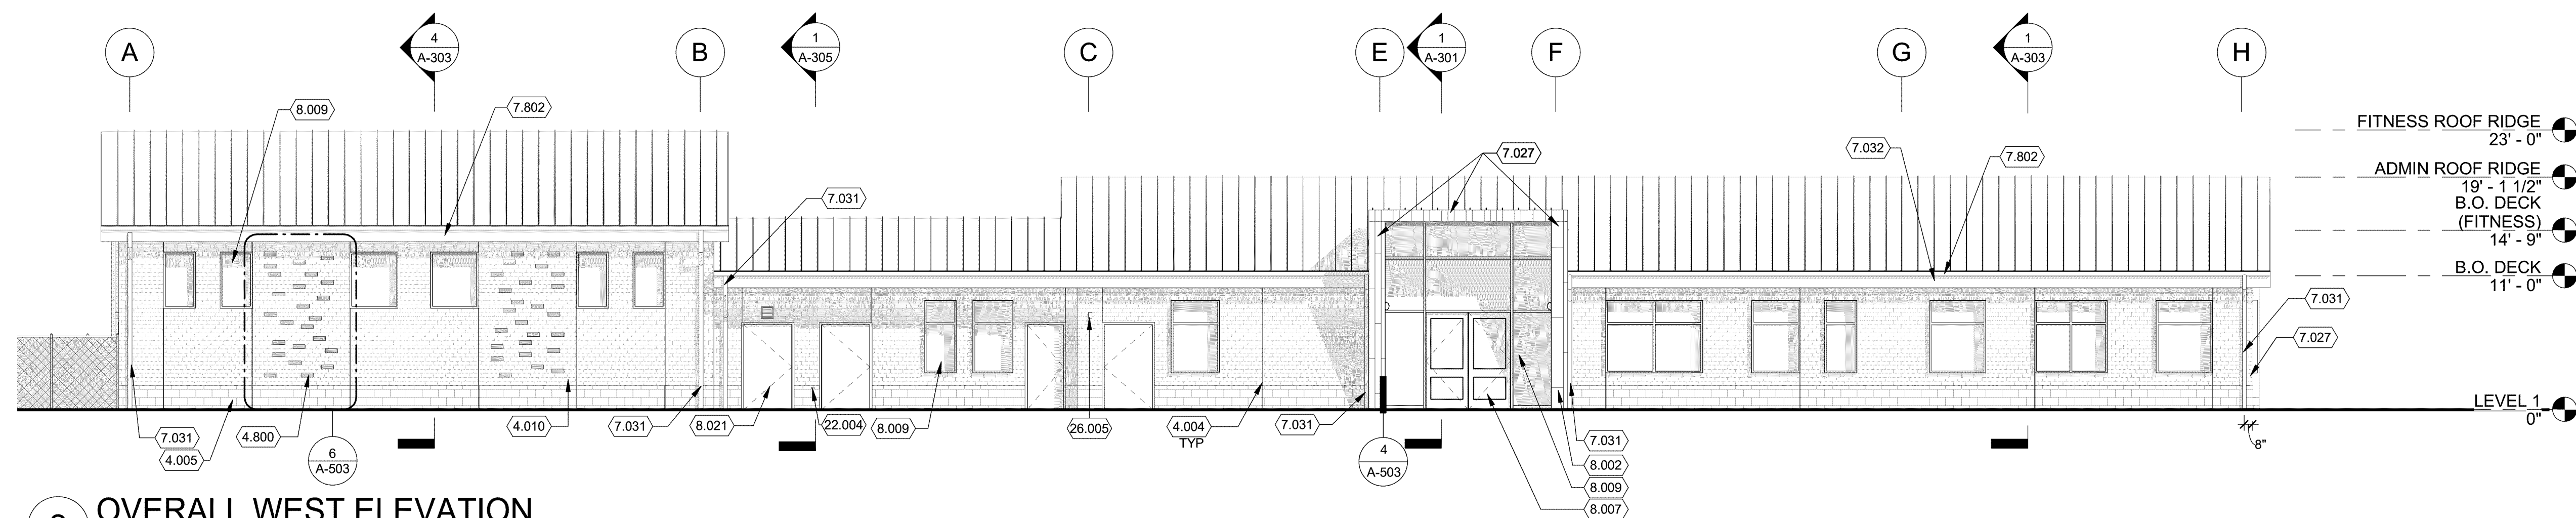 A
4
A-303
B
1
A-305
C
E
1
A-301
F
G
1
A-303
H
8.009
7.802
7.031
7.027
7.032
7.802
FITNESS ROOF RIDGE
23' - 0"
ADMIN ROOF RIDGE
19' - 1 1/2"
B.O. DECK
(FITNESS)
14' - 9"
B.O. DECK
11' - 0"
7.031
7.027
LEVEL 1
0"
8"
7.031
4.005
4.800
6
A-503
4.010
7.031
8.021
22.004
8.009
26.005
4.004
TYP
7.031
4
A-503
7.031
8.002
8.009
8.007
OVERALL WEST ELEVATION